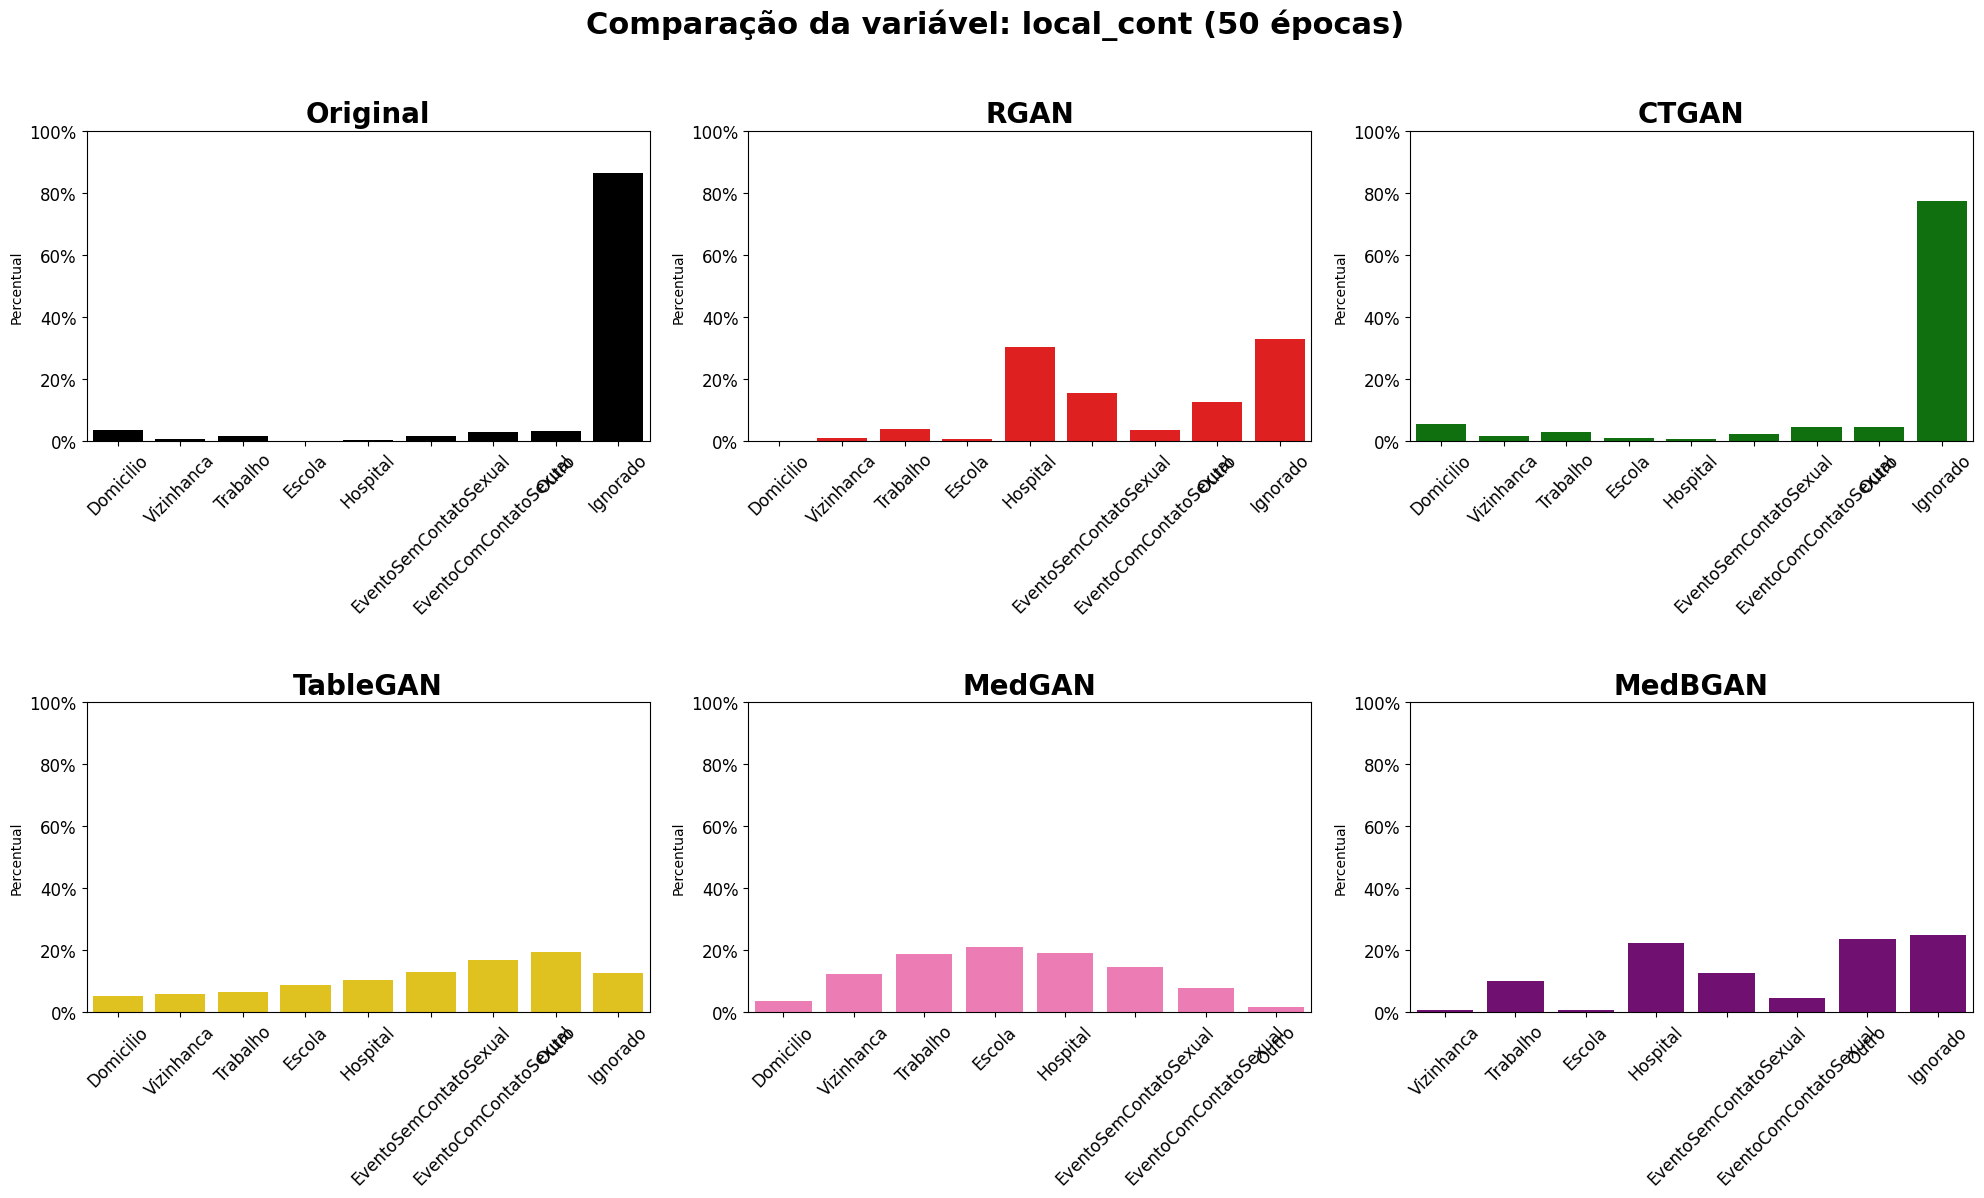 Comparação da variável: local_cont (50 épocas)
Original
100%
80%
60%
40%
20%
0%
Percentual
Domicilio
Vizinhanca
Trabalho
Escola
Hospital
EventoSemContatoSexual
EventoComContatoSexual
Outro
Ignorado
RGAN
100%
80%
60%
40%
20%
0%
Percentual
Domicilio
Vizinhanca
Trabalho
Escola
Hospital
EventoSemContatoSexual
EventoComContatoSexual
Outro
Ignorado
CTGAN
100%
80%
60%
40%
20%
0%
Percentual
Domicilio
Vizinhanca
Trabalho
Escola
Hospital
EventoSemContatoSexual
EventoComContatoSexual
Outro
Ignorado
TableGAN
100%
80%
60%
40%
20%
0%
Percentual
Domicilio
Vizinhanca
Trabalho
Escola
Hospital
EventoSemContatoSexual
EventoComContatoSexual
Outro
Ignorado
MedGAN
100%
80%
60%
40%
20%
0%
Percentual
Domicilio
Vizinhanca
Trabalho
Escola
Hospital
EventoSemContatoSexual
EventoComContatoSexual
Outro
MedBGAN
100%
80%
60%
40%
20%
0%
Percentual
Vizinhanca
Trabalho
Escola
Hospital
EventoSemContatoSexual
EventoComContatoSexual
Outro
Ignorado